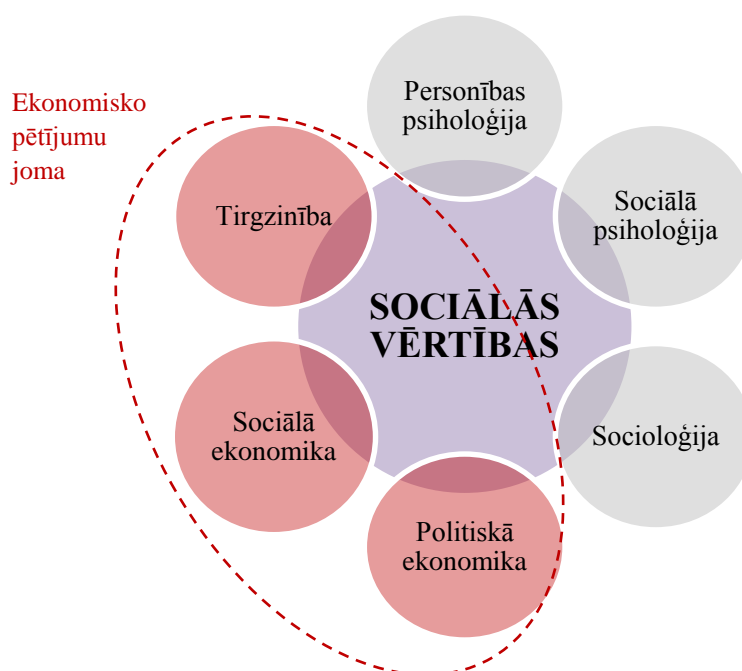 Ekonomisko
pētījumu
joma
Personības
psiholoģija
Tirgzinība
Sociālā
psiholoģija
SOCIĀLĀS
VĒRTĪBAS
Sociālā
ekonomika
Socioloģija
Politiskā
ekonomika